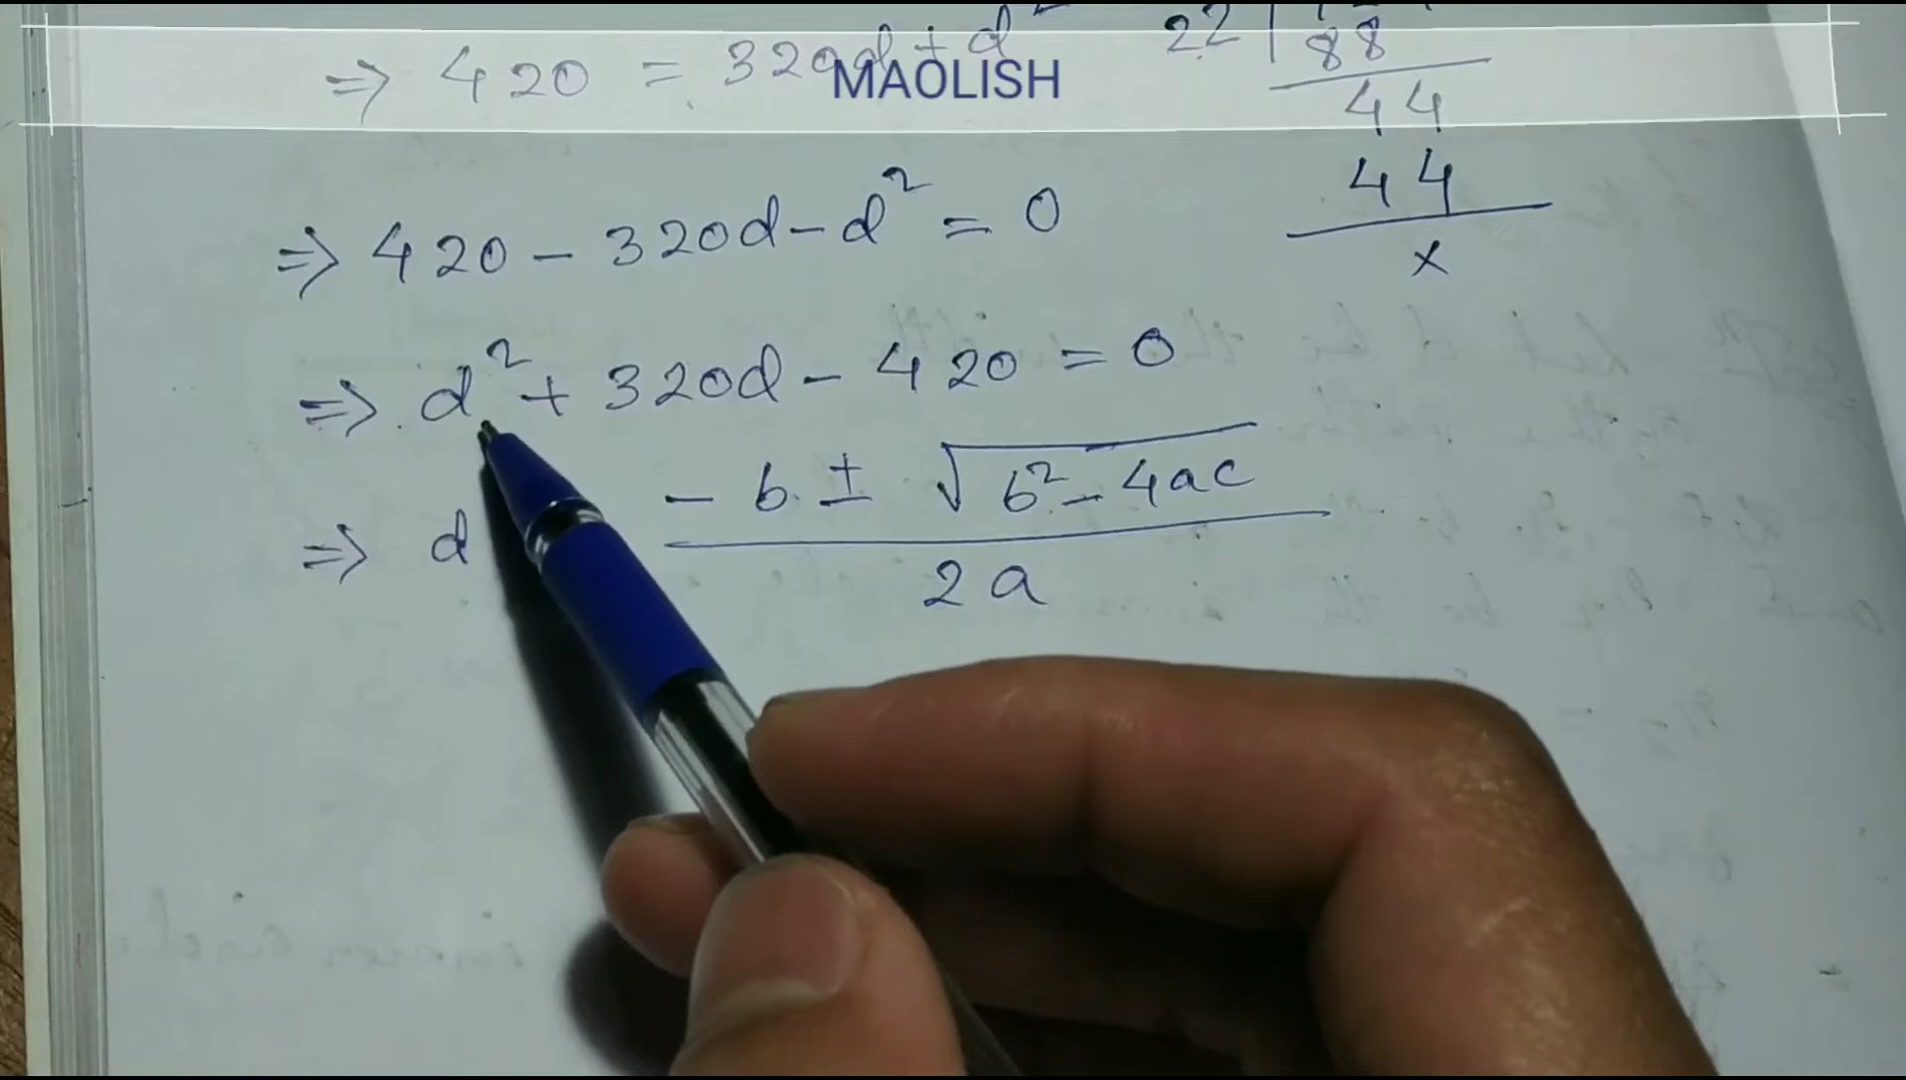 ⇒ 420 = 320d + d²
MAOLISH
22 | 88
44
44
x
⇒ 420 - 320d - d² = 0
⇒ d² + 320d - 420 = 0
⇒ d - b ± √b² - 4ac
2a